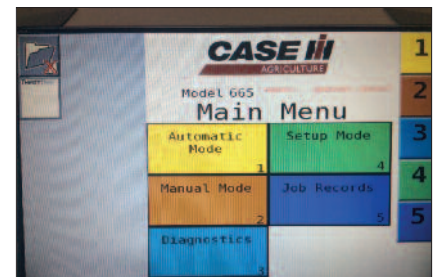 CASE III
AGRICULTURE
Model 665
Main Menu
Automatic
Mode
1
Setup Mode
4
Manual Mode
2
Job Records
5
Diagnostics
3
1
2
3
4
5